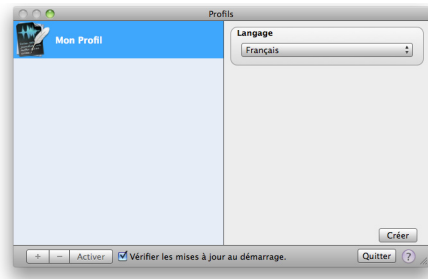 Profils
Mon Profil
Langage
Français
Créer
+ − Activer Vérifier les mises à jour au démarrage. Quitter ?